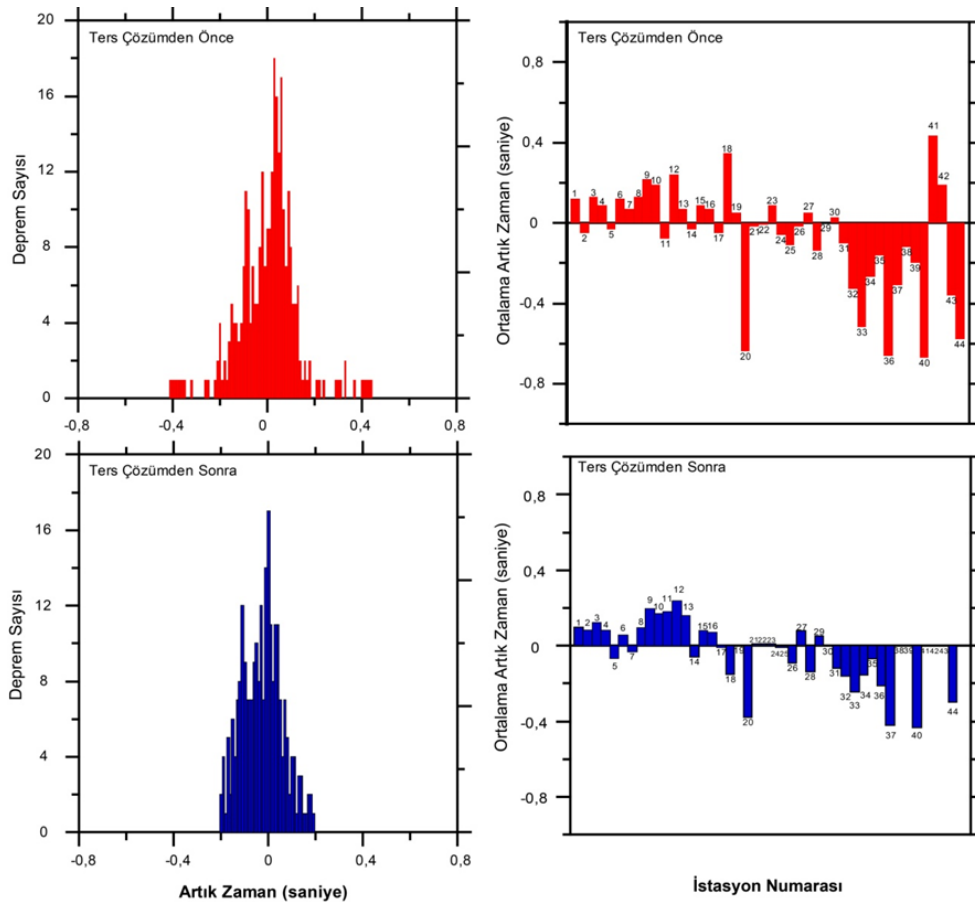 Ters Çözümden Önce
Deprem Sayısı
20
16
12
8
4
0
-0,8
-0,4
0
0,4
0,8
Ters Çözümden Önce
Ortalama Artık Zaman (saniye)
0,8
0,4
0
-0,4
-0,8
1 2 3 4 5 6 7 8 9 10 11 12 13 14 15 16 17 18 19 20 21 22 23 24 25 26 27 28 29 30 31 32 33 34 35 36 37 38 39 40 41 42 43 44
Ters Çözümden Sonra
Deprem Sayısı
20
16
12
8
4
0
-0,8
-0,4
0
0,4
0,8
Artık Zaman (saniye)
Ters Çözümden Sonra
Ortalama Artık Zaman (saniye)
0,8
0,4
0
-0,4
-0,8
1 2 3 4 5 6 7 8 9 10 11 12 13 14 15 16 17 18 19 20 21 22 23 24 25 26 27 28 29 30 31 32 33 34 35 36 37 38 39 40 41 42 43 44
İstasyon Numarası